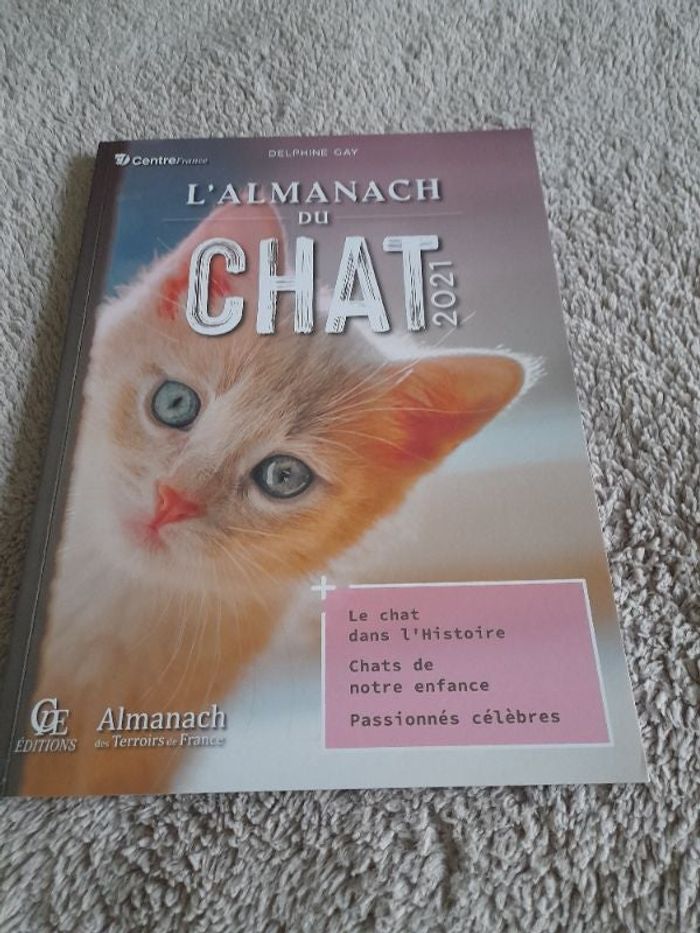 CentreFrance
DELPHINE GAY
L'ALMANACH
DU
CHAT
2021
+
Le chat
dans l'Histoire
Chats de
notre enfance
Passionnés célèbres
CDE
ÉDITIONS
Almanach
des Terroirs de France